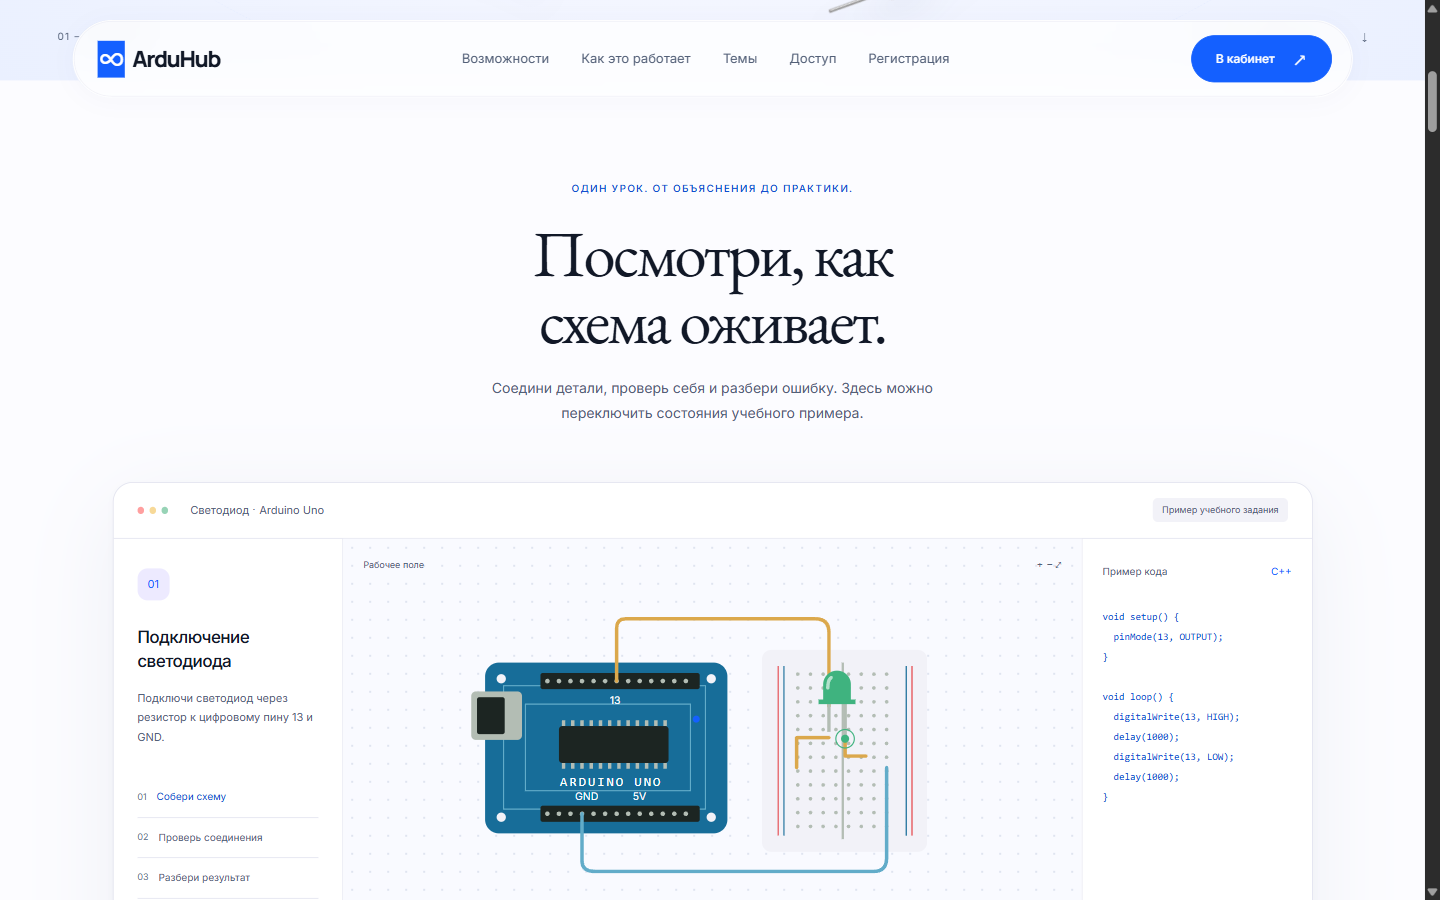 01 –
ArduHub
Возможности
Как это работает
Темы
Доступ
Регистрация
В кабинет ↗
↓
ОДИН УРОК. ОТ ОБЪЯСНЕНИЯ ДО ПРАКТИКИ.
Посмотри, как
схема оживает.
Соедини детали, проверь себя и разбери ошибку. Здесь можно
переключить состояния учебного примера.
Светодиод · Arduino Uno
Пример учебного задания
01
Подключение
светодиода
Подключи светодиод через
резистор к цифровому пину 13 и
GND.
01 Собери схему
02 Проверь соединения
03 Разбери результат
Рабочее поле
+ − ⤢
13
ARDUINO UNO
GND 5V
Пример кода
C++
void setup() {
pinMode(13, OUTPUT);
}
void loop() {
digitalWrite(13, HIGH);
delay(1000);
digitalWrite(13, LOW);
delay(1000);
}